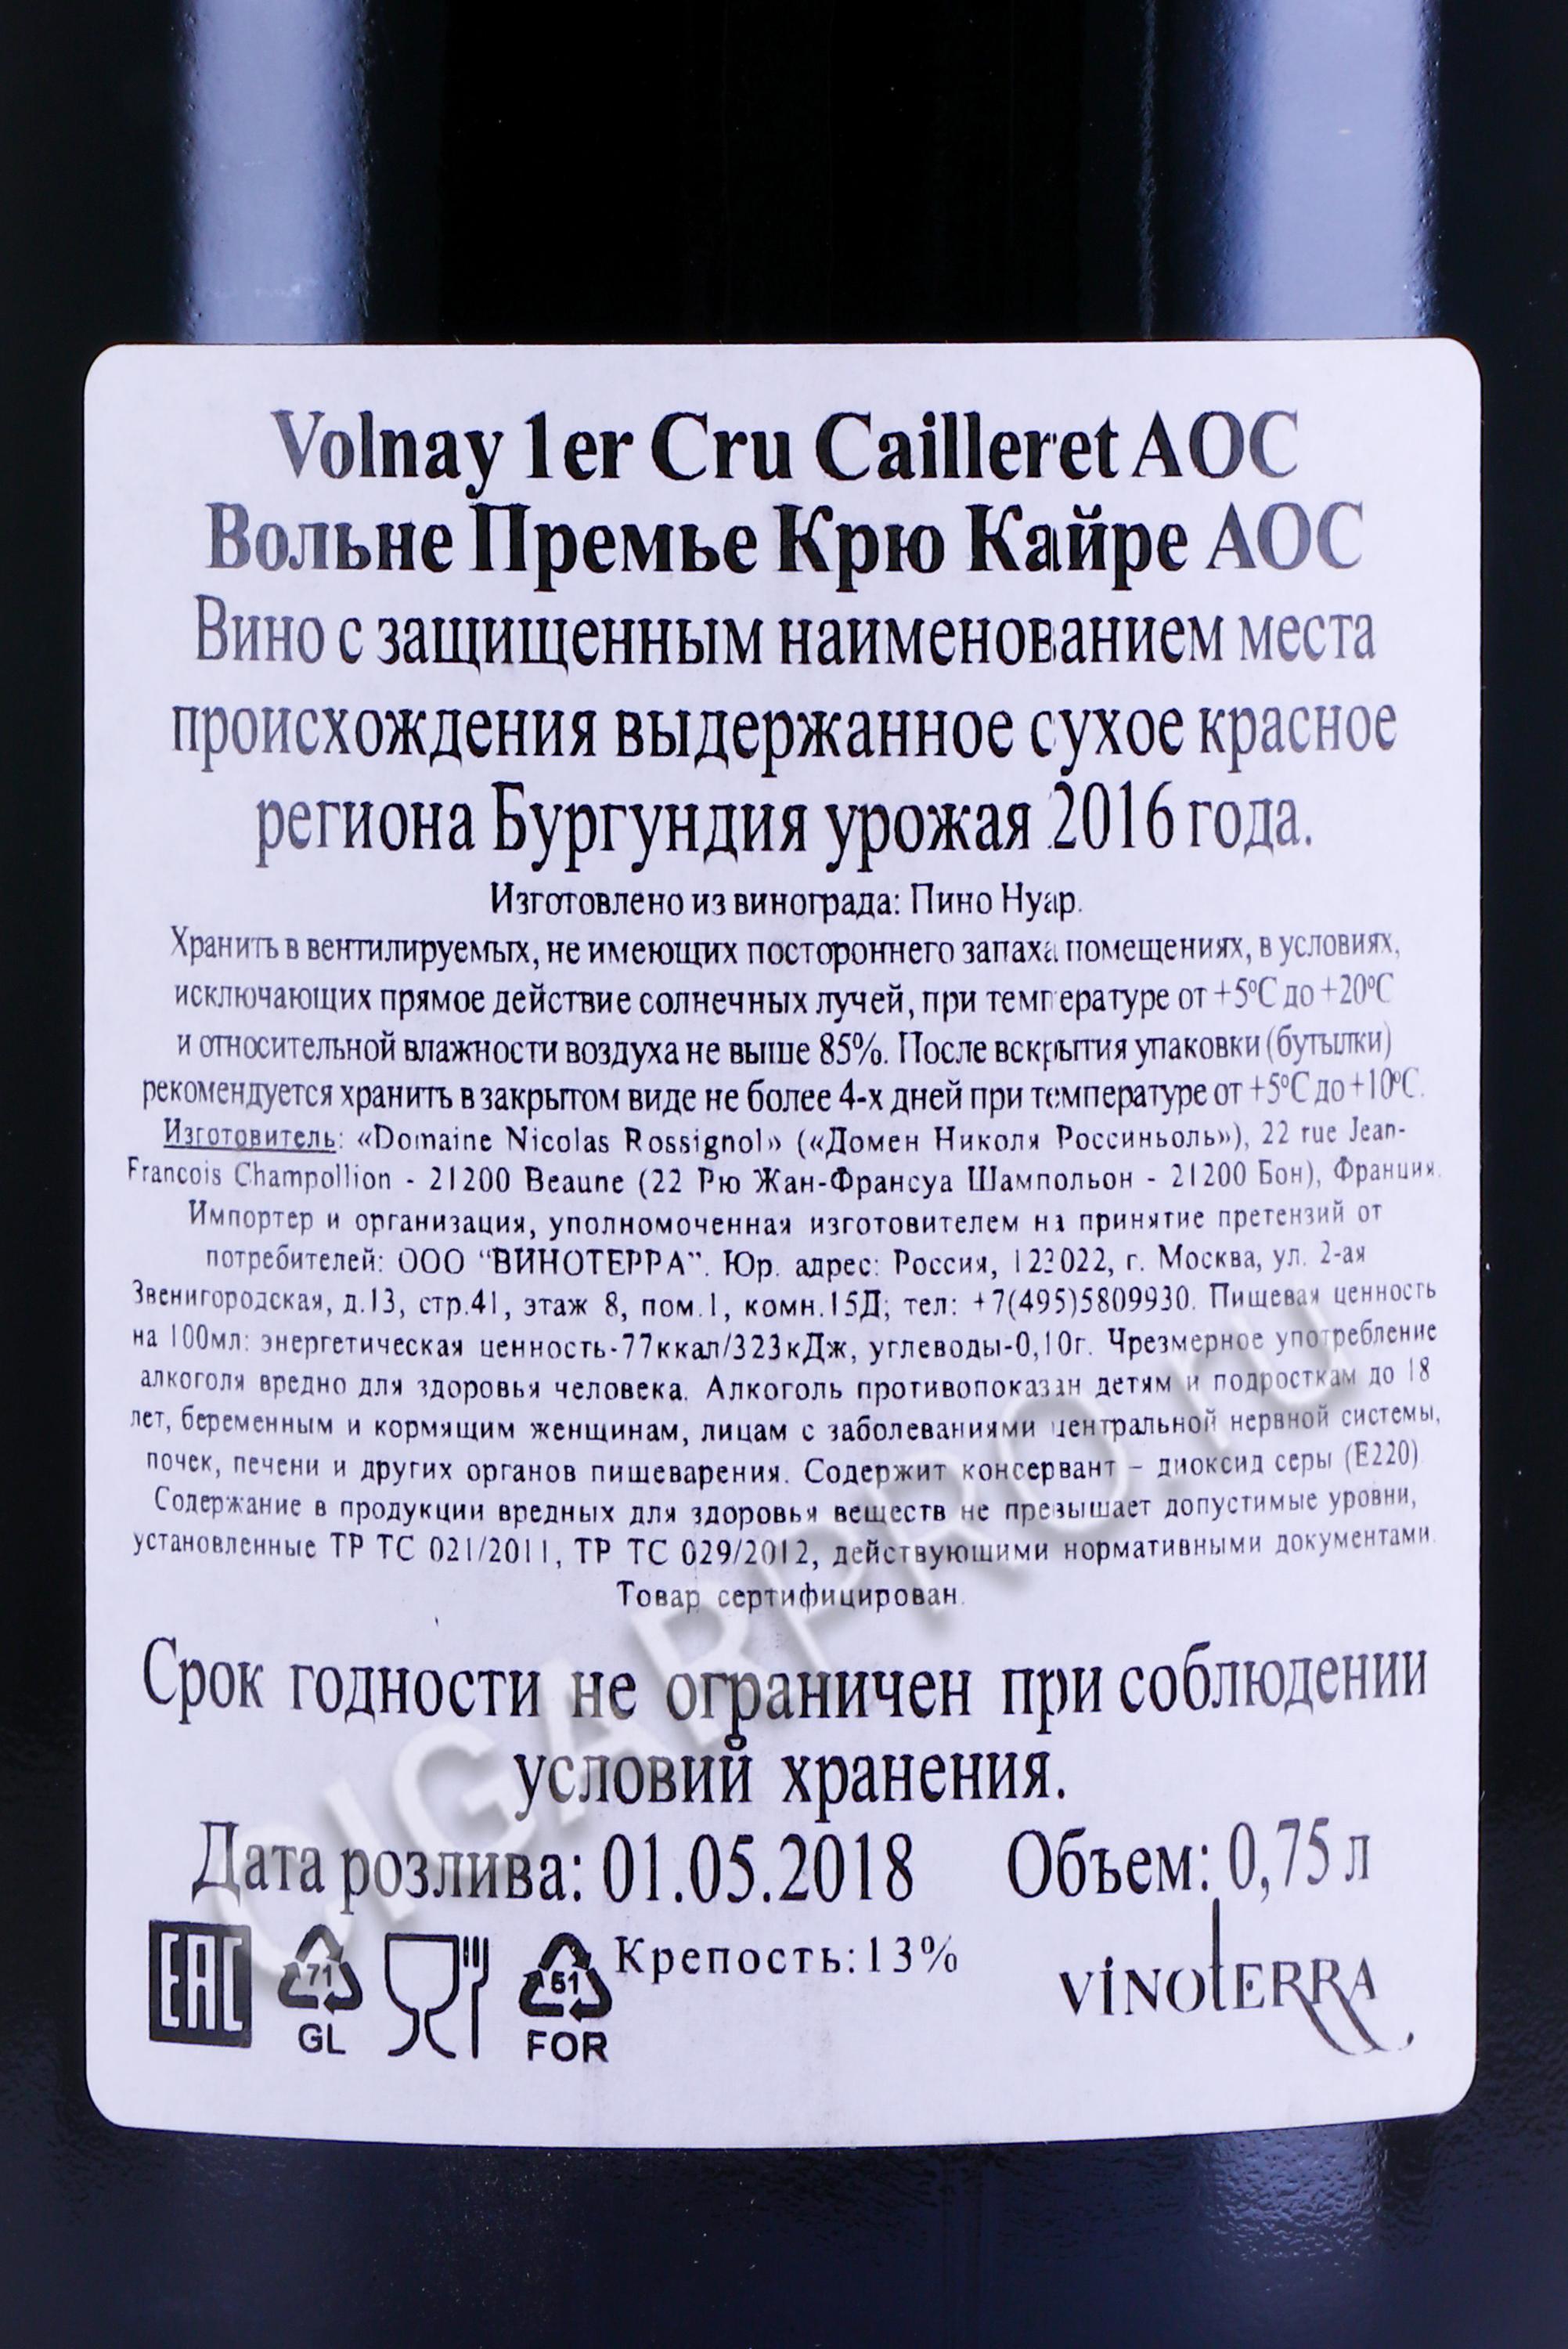 Volnay 1er Cru Cailleret AOC
Вольне Премье Крю Кайре АОС
Вино с защищенным наименованием места
происхождения выдержанное сухое красное
региона Бургундия урожая 2016 года.
Изготовлено из винограда: Пино Нуар.
Хранить в вентилируемых, не имеющих постороннего запаха помещениях, в условиях,
исключающих прямое действие солнечных лучей, при температуре от +5°С до +20°С
и относительной влажности воздуха не выше 85%. После вскрытия упаковки (бутылки)
рекомендуется хранить в закрытом виде не более 4-х дней при температуре от +5°С до +10°С.
Изготовитель: «Domaine Nicolas Rossignol» («Домен Николя Россиньоль»), 22 rue Jean-
Francois Champollion - 21200 Beaune (22 Рю Жан-Франсуа Шампольон - 21200 Бон), Франция.
Импортер и организация, уполномоченная изготовителем на принятие претензий от
потребителей: ООО "ВИНОТЕРРА". Юр. адрес: Россия, 123022, г. Москва, ул. 2-ая
Звенигородская, д.13, стр.41, этаж 8, пом.1, комн.15Д; тел: +7(495)5809930. Пищевая ценность
на 100мл: энергетическая ценность-77ккал/323кДж, углеводы-0,10г. Чрезмерное употребление
алкоголя вредно для здоровья человека. Алкоголь противопоказан детям и подросткам до 18
лет, беременным и кормящим женщинам, лицам с заболеваниями центральной нервной системы,
почек, печени и других органов пищеварения. Содержит консервант – диоксид серы (Е220)
Содержание в продукции вредных для здоровья веществ не превышает допустимые уровни,
установленные ТР ТС 021/2011, ТР ТС 029/2012, действующими нормативными документами.
Товар сертифицирован.
Срок годности не ограничен при соблюдении
условий хранения.
Дата розлива: 01.05.2018 Объем: 0,75 л
EAC 71 GL 51 FOR Крепость:13% VINOTERRA
CIGARPRO.ru